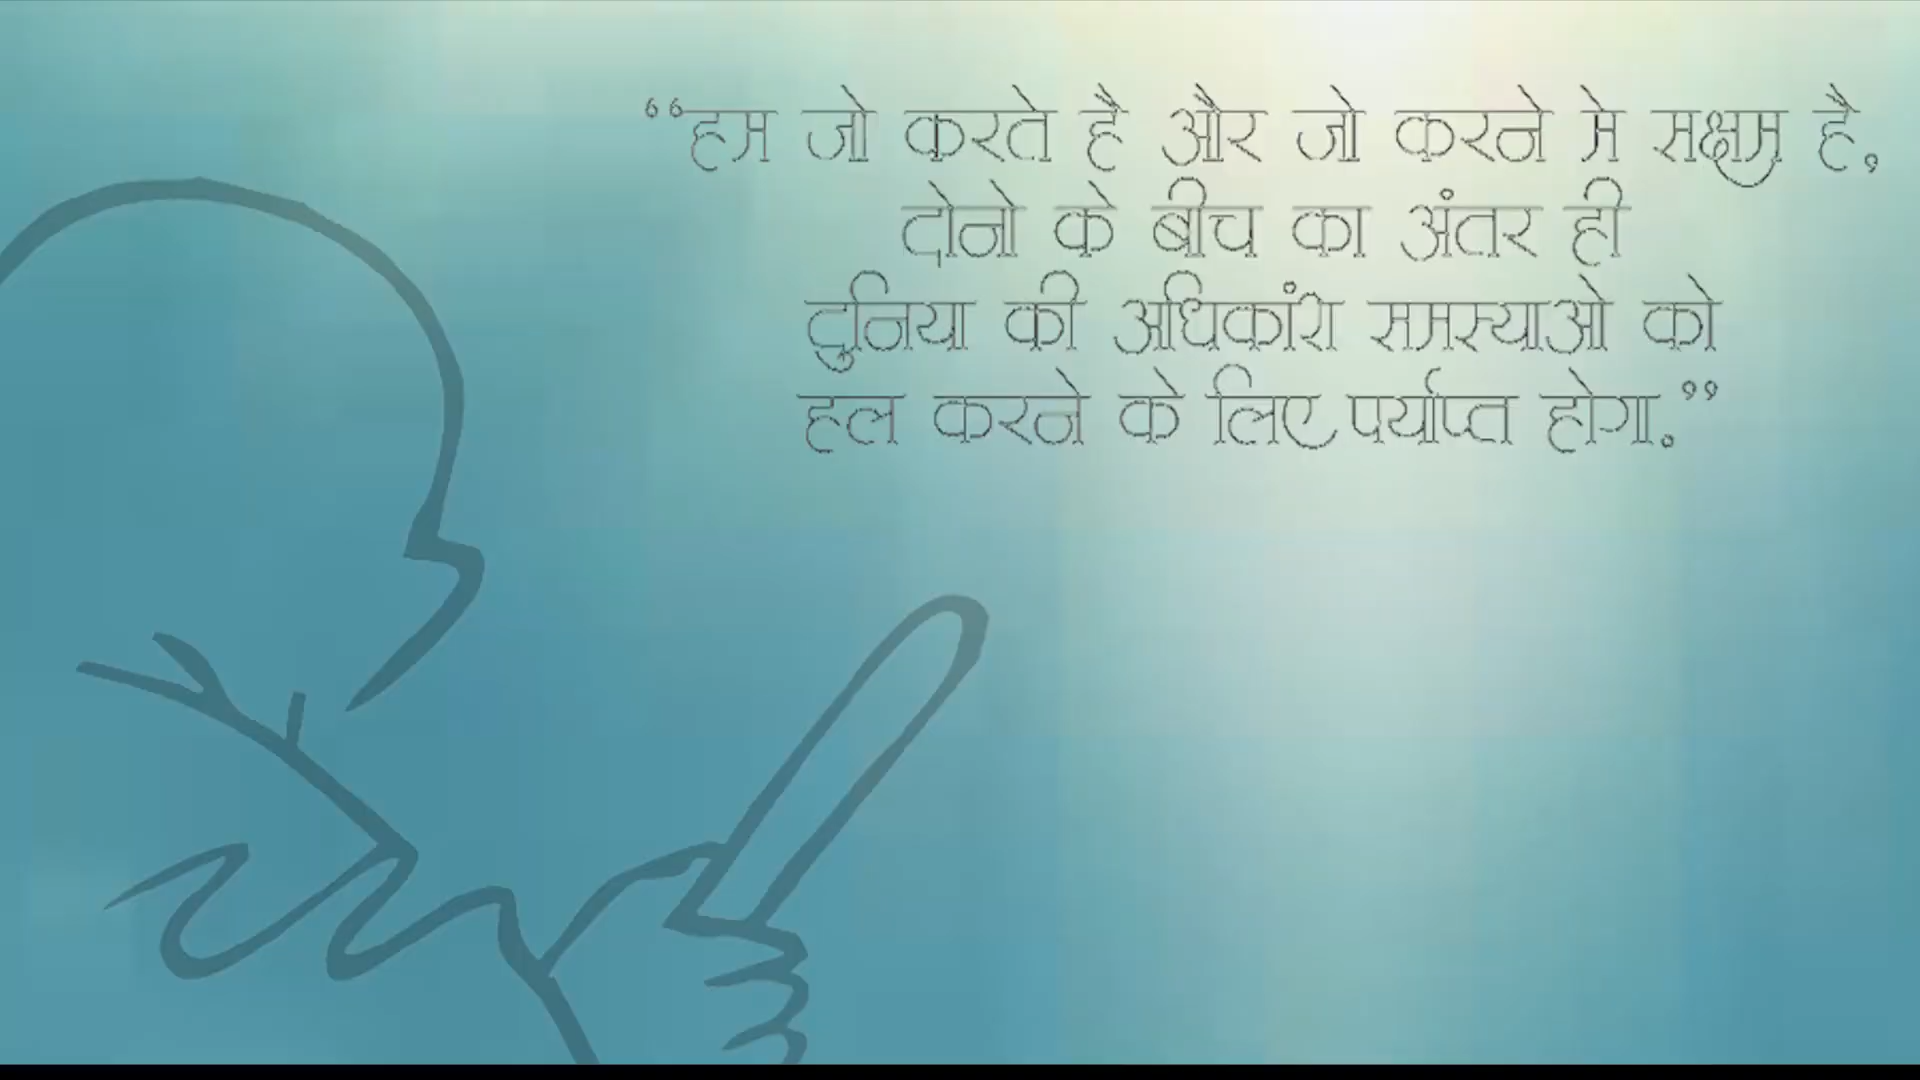 “हम जो करते है और जो करने मे सक्षम है,
दोनो के बीच का अंतर ही
दुनिया की अधिकांश समस्याओ को
हल करने के लिए पर्याप्त होगा.”